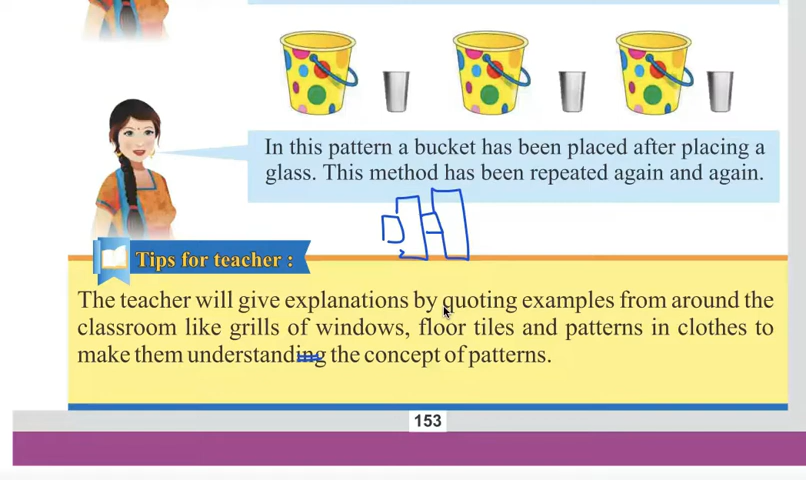 In this pattern a bucket has been placed after placing a
glass. This method has been repeated again and again.
Tips for teacher :
The teacher will give explanations by quoting examples from around the
classroom like grills of windows, floor tiles and patterns in clothes to
make them understanding the concept of patterns.
153